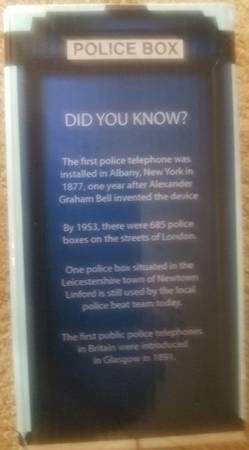 POLICE BOX
DID YOU KNOW?
The first police telephone was
installed in Albany, New York in
1877, one year after Alexander
Graham Bell invented the device
By 1953, there were 685 police
boxes on the streets of London.
One police box situated in the
Leicestershire town of Newtown
Linford is still used by the local
police beat team today.
The first public police telephones
in Britain were introduced
in Glasgow in 1891.